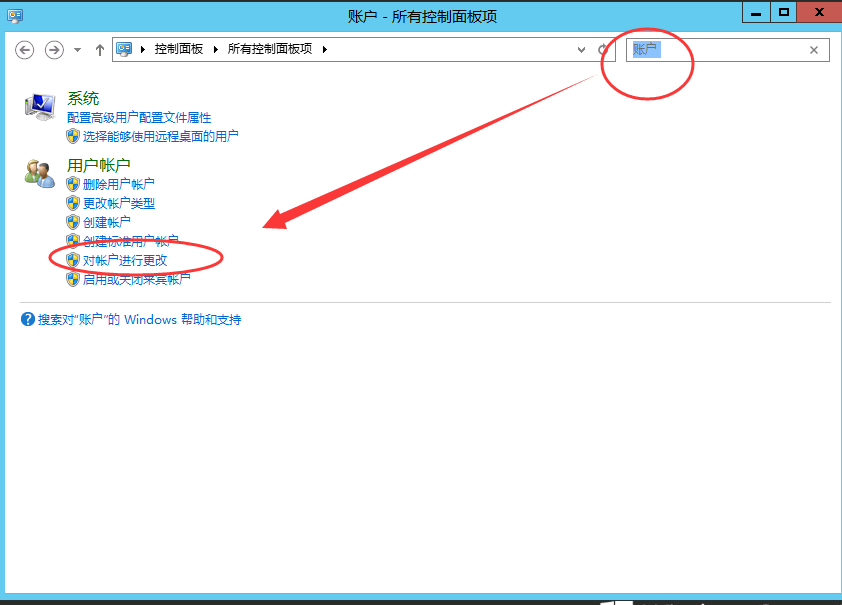 账户 - 所有控制面板项
控制面板 所有控制面板项
账户
系统
配置高级用户配置文件属性
选择能够使用远程桌面的用户
用户帐户
删除用户帐户
更改帐户类型
创建帐户
创建标准用户帐户
对帐户进行更改
启用或关闭来宾帐户
搜索对"账户"的 Windows 帮助和支持